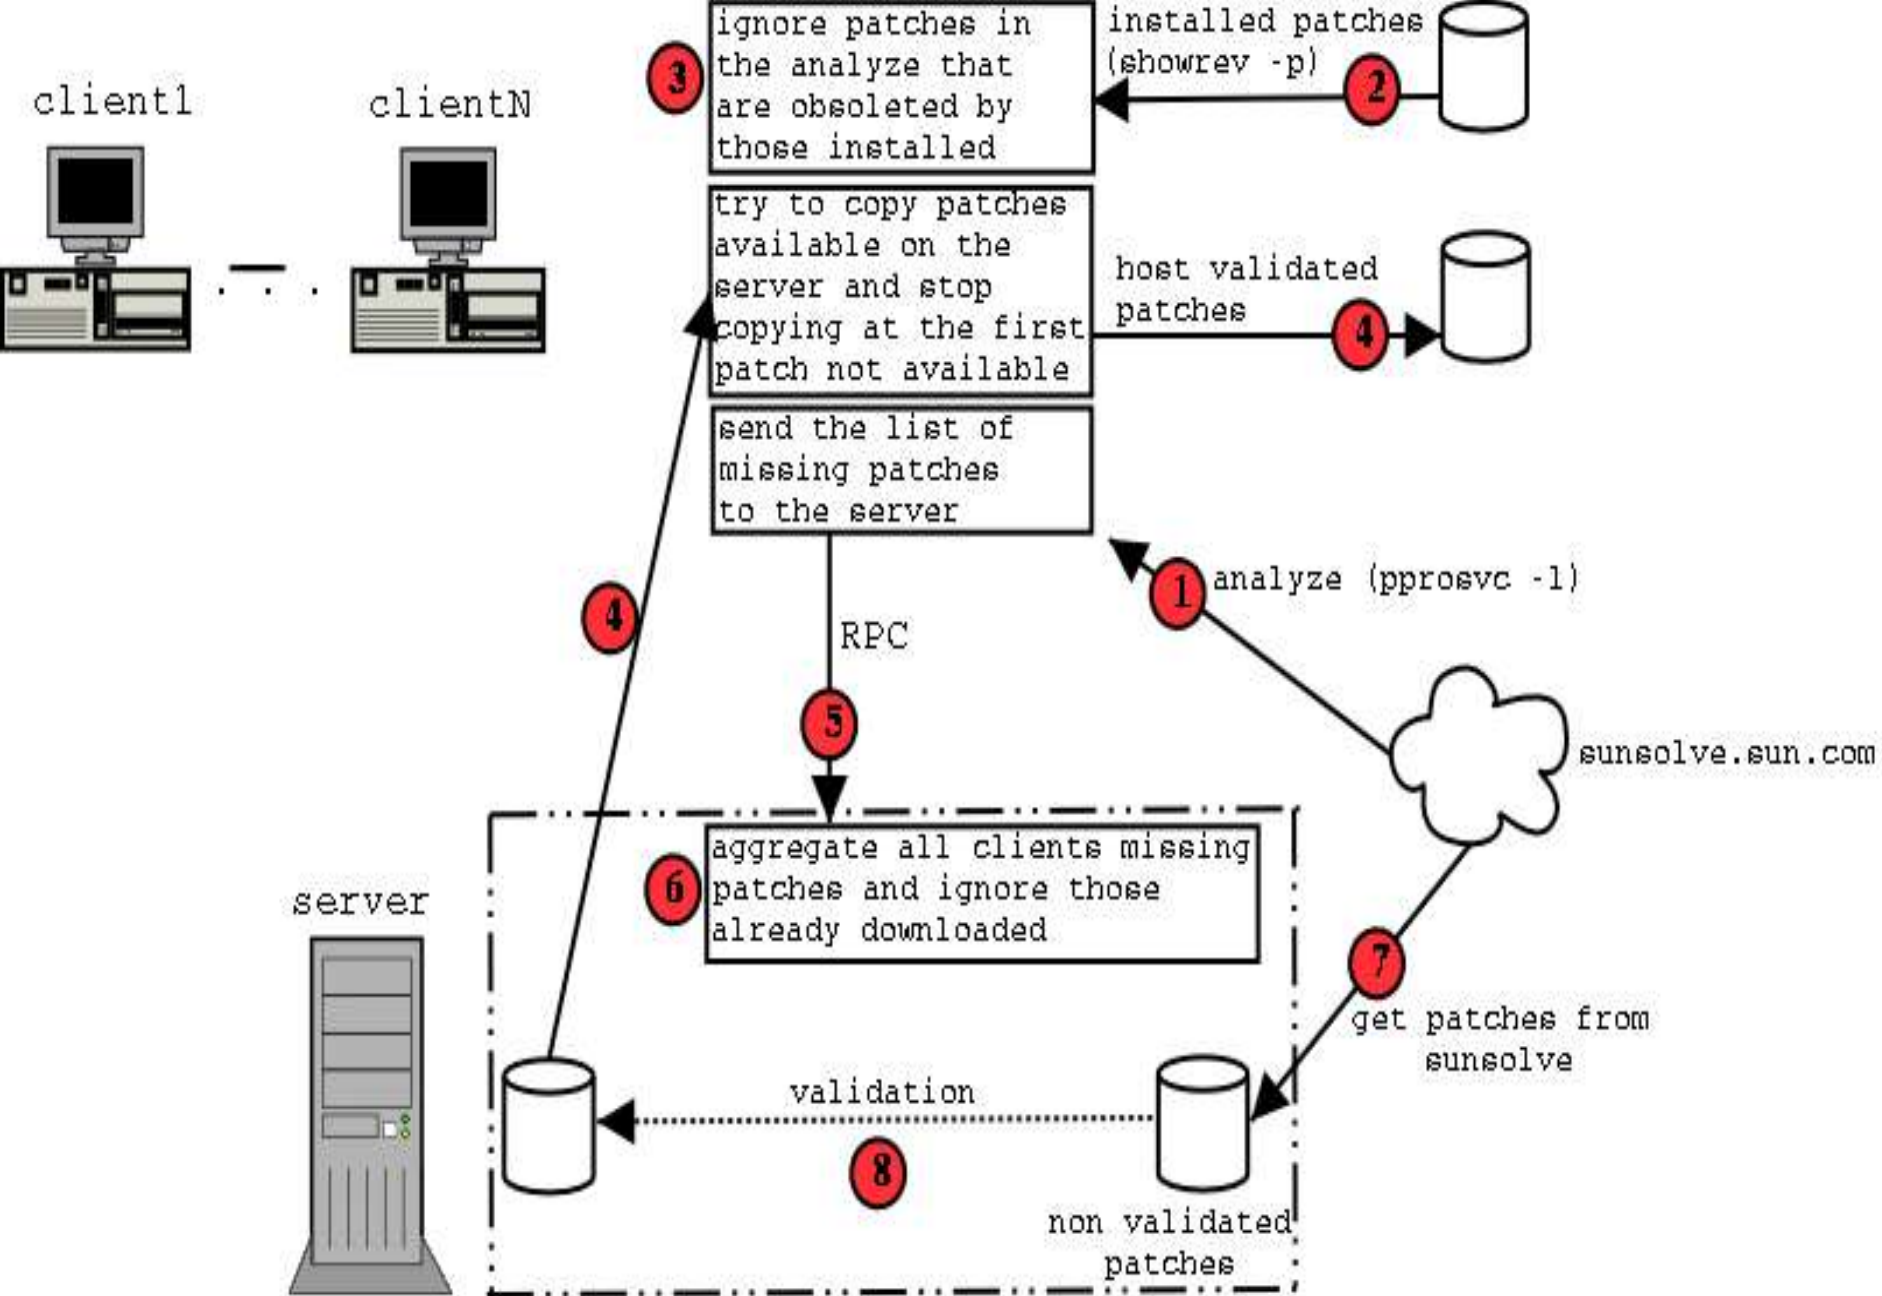 client1
clientN
3
ignore patches in
the analyze that
are obsoleted by
those installed
installed patches
(showrev -p)
2
try to copy patches
available on the
server and stop
copying at the first
patch not available
host validated
patches
4
send the list of
missing patches
to the server
1
analyze (pprosvc -l)
4
RPC
5
sunsolve.sun.com
6
aggregate all clients missing
patches and ignore those
already downloaded
server
7
get patches from
sunsolve
validation
8
non validated
patches